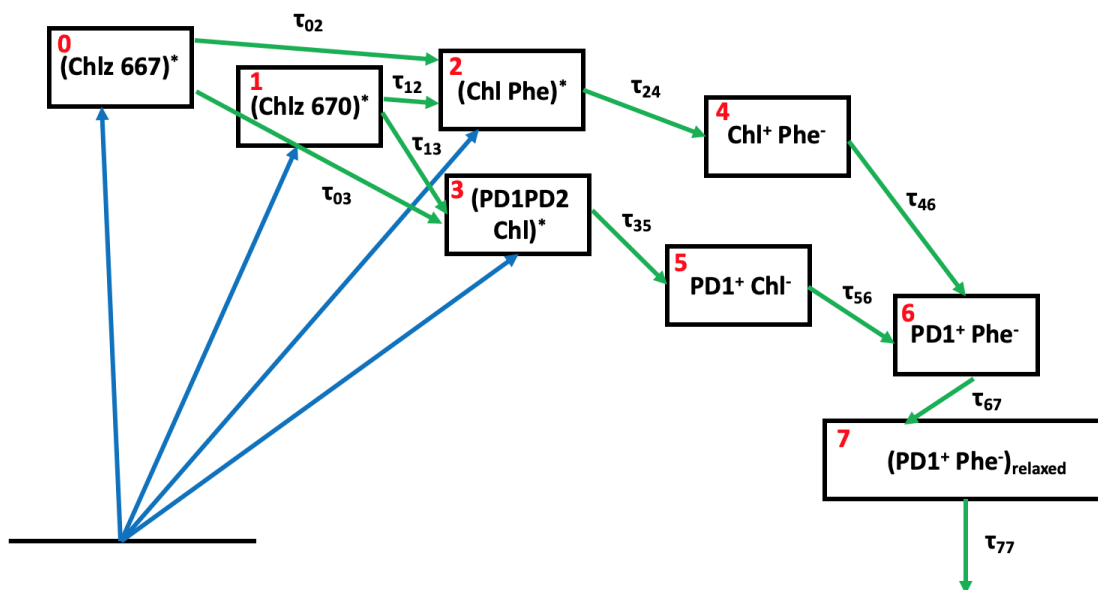 0
(Chlz 667)*
τ02
1
(Chlz 670)*
τ12
2
(Chl Phe)*
τ24
4
Chl⁺ Phe⁻
τ13
τ03
3
(PD1PD2
Chl)*
τ35
τ46
5
PD1⁺ Chl⁻
τ56
6
PD1⁺ Phe⁻
τ67
7
(PD1⁺ Phe⁻)relaxed
τ77